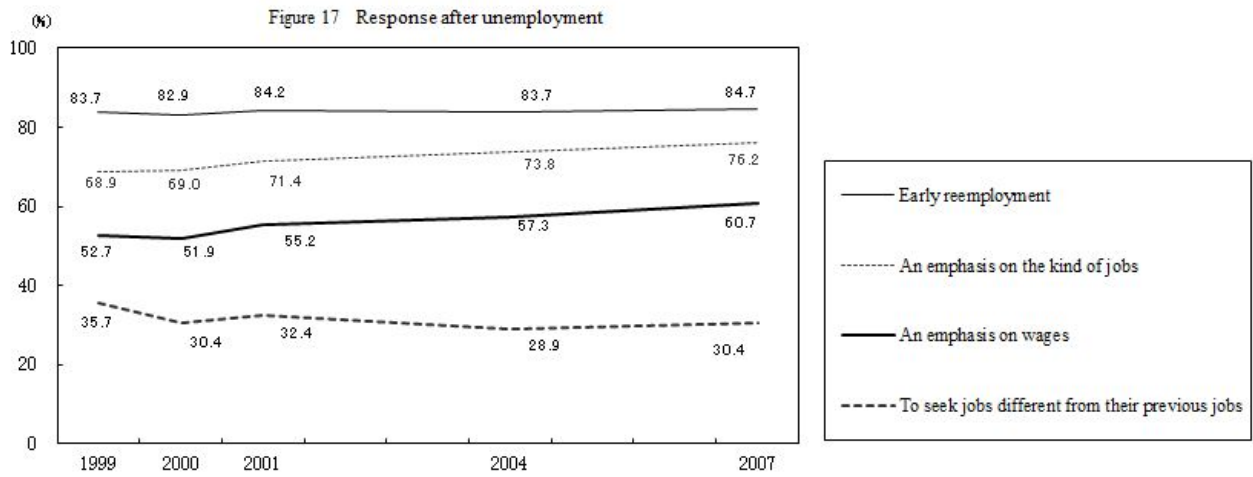 Figure 17 Response after unemployment
(%)
100
80
60
40
20
0
83.7 82.9 84.2 83.7 84.7
68.9 69.0 71.4 73.8 76.2
52.7 51.9 55.2 57.3 60.7
35.7 30.4 32.4 28.9 30.4
1999 2000 2001 2004 2007
Early reemployment
An emphasis on the kind of jobs
An emphasis on wages
To seek jobs different from their previous jobs